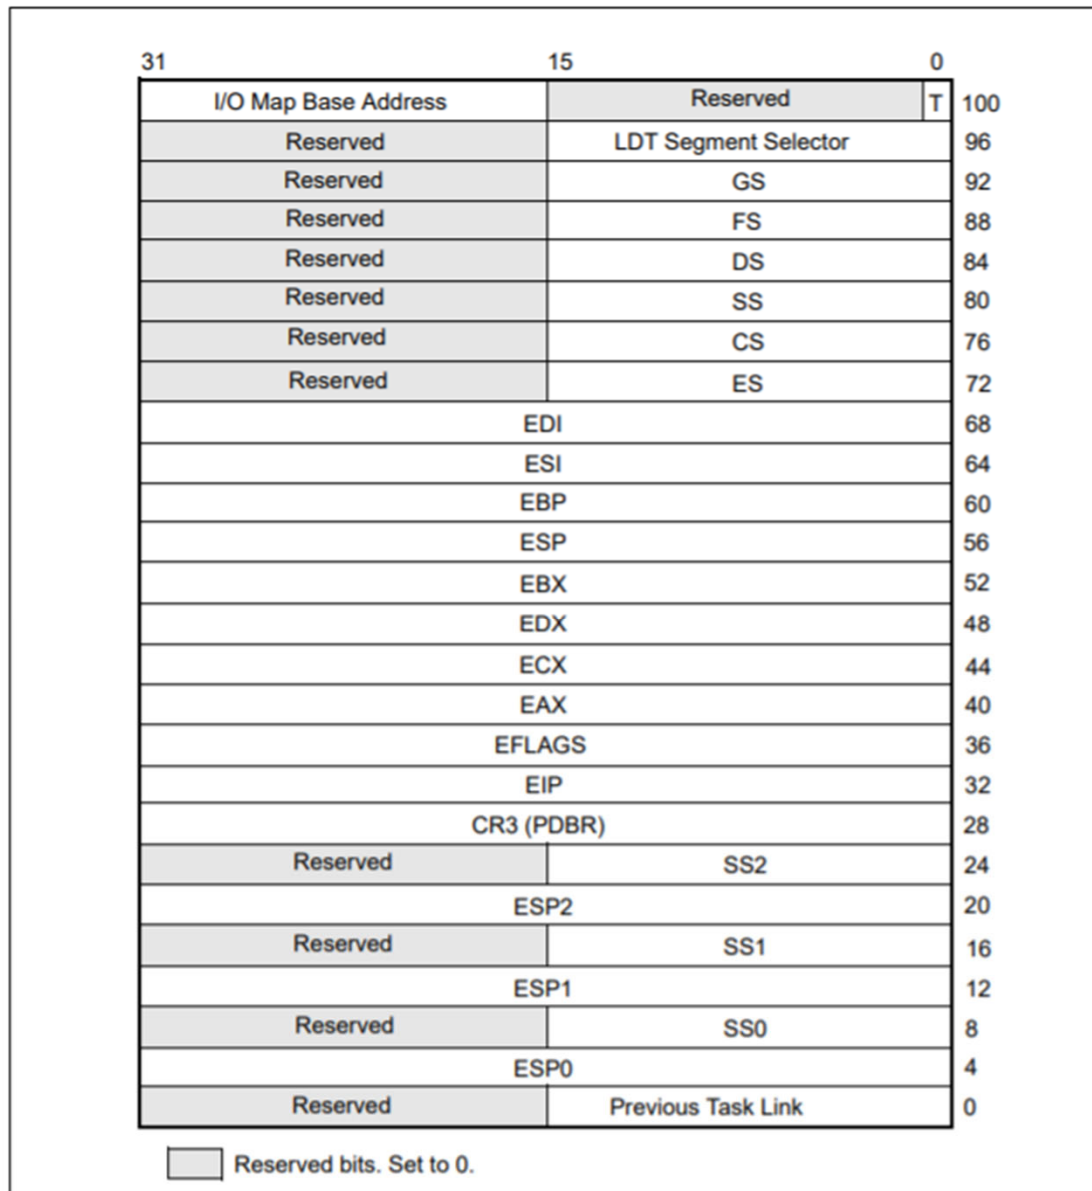 31 15 0
I/O Map Base Address Reserved T 100
Reserved LDT Segment Selector 96
Reserved GS 92
Reserved FS 88
Reserved DS 84
Reserved SS 80
Reserved CS 76
Reserved ES 72
EDI 68
ESI 64
EBP 60
ESP 56
EBX 52
EDX 48
ECX 44
EAX 40
EFLAGS 36
EIP 32
CR3 (PDBR) 28
Reserved SS2 24
ESP2 20
Reserved SS1 16
ESP1 12
Reserved SS0 8
ESP0 4
Reserved Previous Task Link 0
Reserved bits. Set to 0.